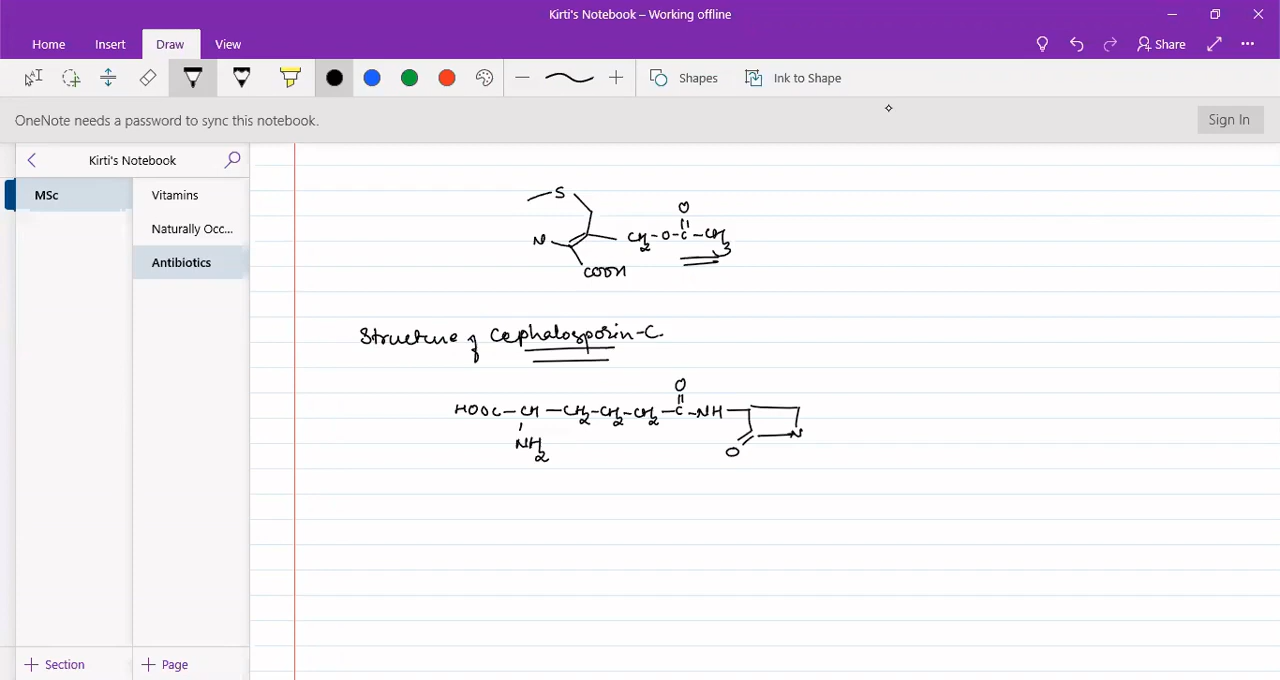 Kirti's Notebook – Working offline
Home Insert Draw View Share
Shapes Ink to Shape
OneNote needs a password to sync this notebook. Sign In
Kirti's Notebook
MSc Vitamins
Naturally Occ...
Antibiotics
S
O
N CH2-O-C-CH3
COOH
Structure of Cephalosporin-C
O
HOOC-CH-CH2-CH2-CH2-C-NH
N
NH2 O
+ Section + Page